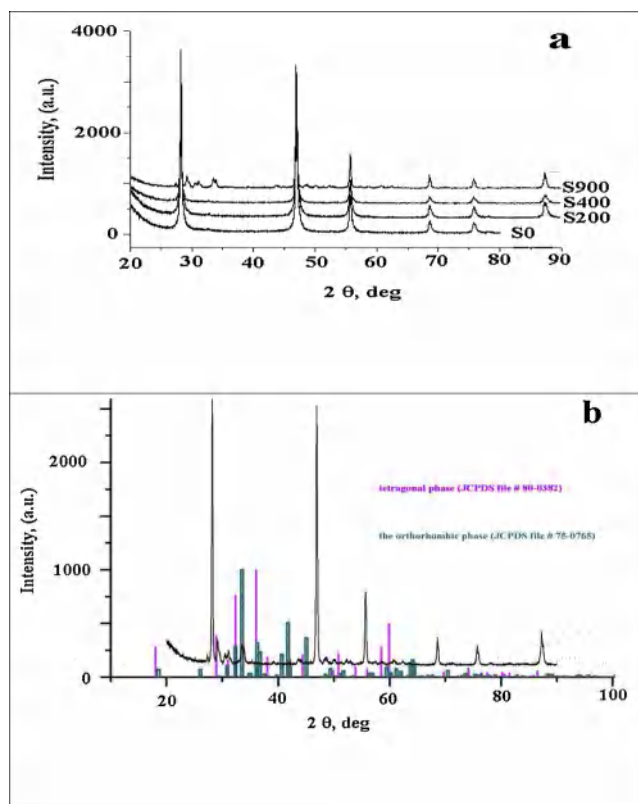 a
4000
2000
0
Intensity, (a.u.)
S900
S400
S200
S0
20 30 40 50 60 70 80 90
2 θ, deg
b
2000
1000
0
Intensity, (a.u.)
tetragonal phase (JCPDS file # 80-0382)
the orthorhombic phase (JCPDS file # 75-0765)
20 40 60 80 100
2 θ, deg